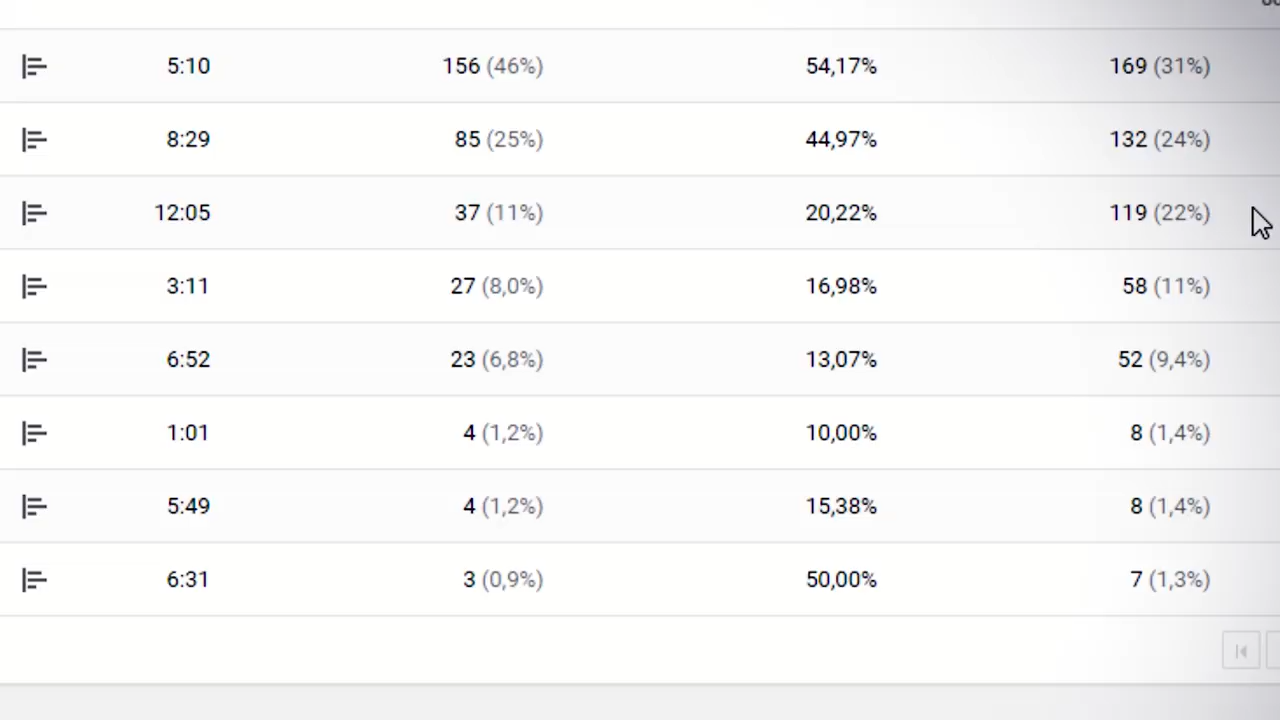 5:10 156 (46%) 54,17% 169 (31%)
8:29 85 (25%) 44,97% 132 (24%)
12:05 37 (11%) 20,22% 119 (22%)
3:11 27 (8,0%) 16,98% 58 (11%)
6:52 23 (6,8%) 13,07% 52 (9,4%)
1:01 4 (1,2%) 10,00% 8 (1,4%)
5:49 4 (1,2%) 15,38% 8 (1,4%)
6:31 3 (0,9%) 50,00% 7 (1,3%)